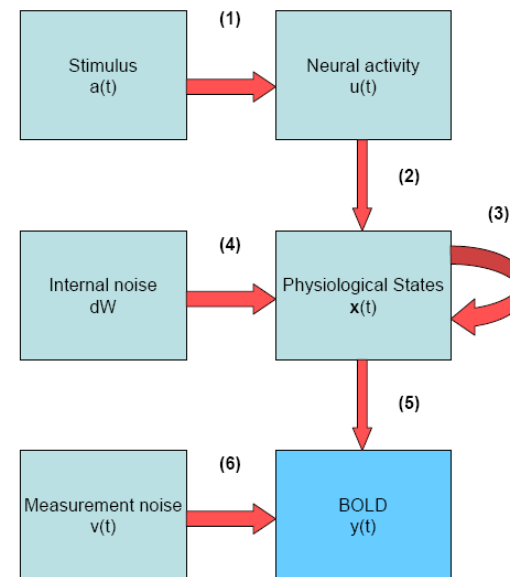 (1)
Stimulus
a(t)
Neural activity
u(t)
(2)
(3)
(4)
Internal noise
dW
Physiological States
x(t)
(5)
(6)
Measurement noise
v(t)
BOLD
y(t)